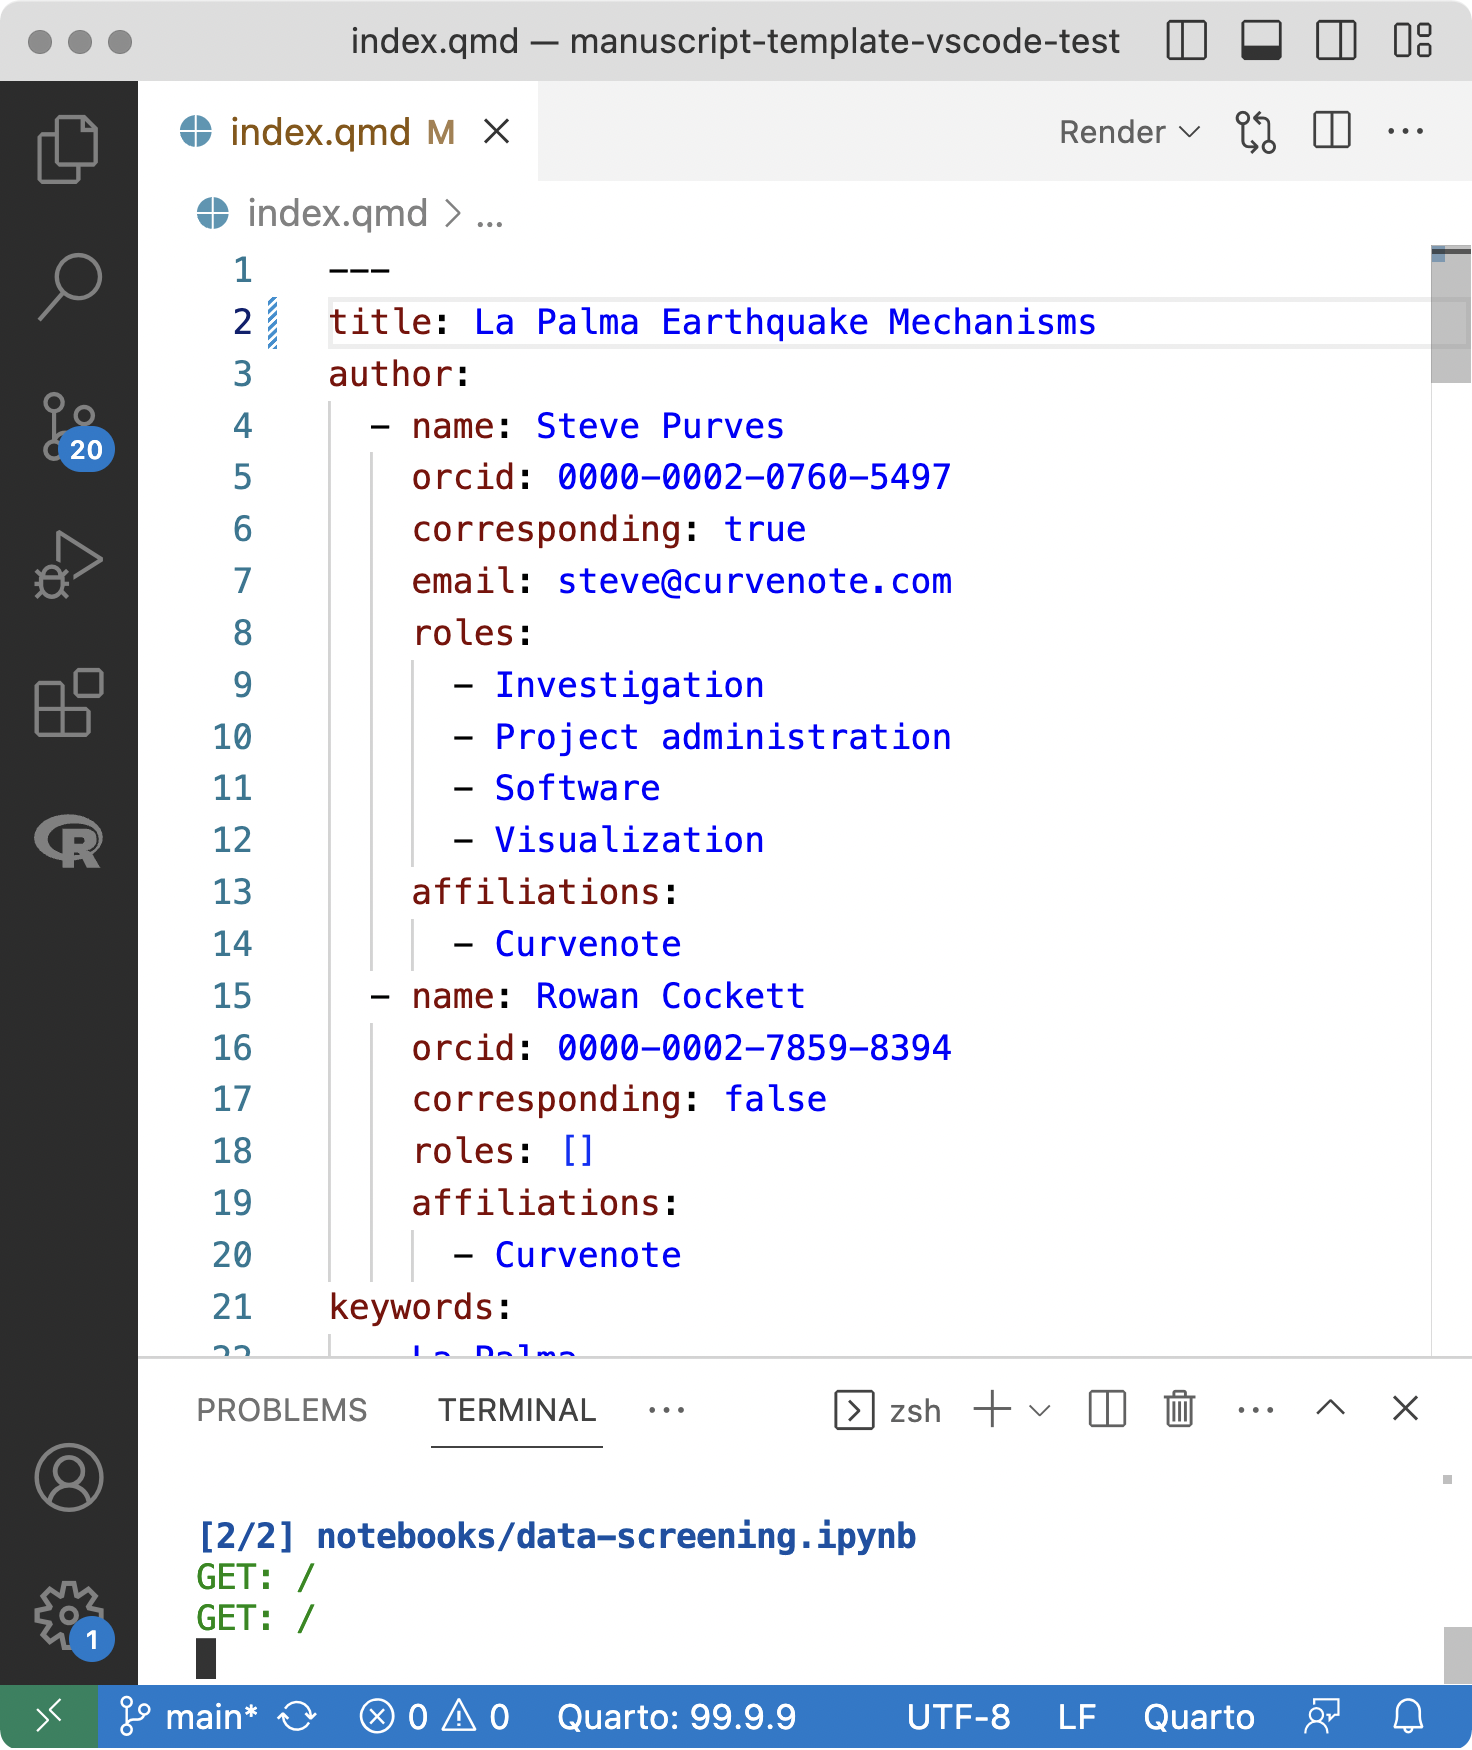 index.qmd — manuscript-template-vscode-test
index.qmd M
Render
index.qmd > ...
1 ---
2 title: La Palma Earthquake Mechanisms
3 author:
4 - name: Steve Purves
5 orcid: 0000-0002-0760-5497
6 corresponding: true
7 email: steve@curvenote.com
8 roles:
9 - Investigation
10 - Project administration
11 - Software
12 - Visualization
13 affiliations:
14 - Curvenote
15 - name: Rowan Cockett
16 orcid: 0000-0002-7859-8394
17 corresponding: false
18 roles: []
19 affiliations:
20 - Curvenote
21 keywords:
22 La Palma
20
R
1
PROBLEMS TERMINAL ... zsh
[2/2] notebooks/data-screening.ipynb
GET: /
GET: /
main* 0 0 Quarto: 99.9.9 UTF-8 LF Quarto